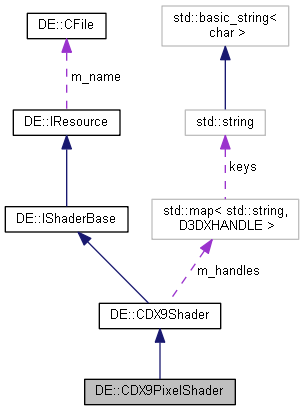 DE::CFile
std::basic_string<
char >
m_name
DE::IResource
std::string
keys
DE::IShaderBase
std::map< std::string,
D3DXHANDLE >
m_handles
DE::CDX9Shader
DE::CDX9PixelShader